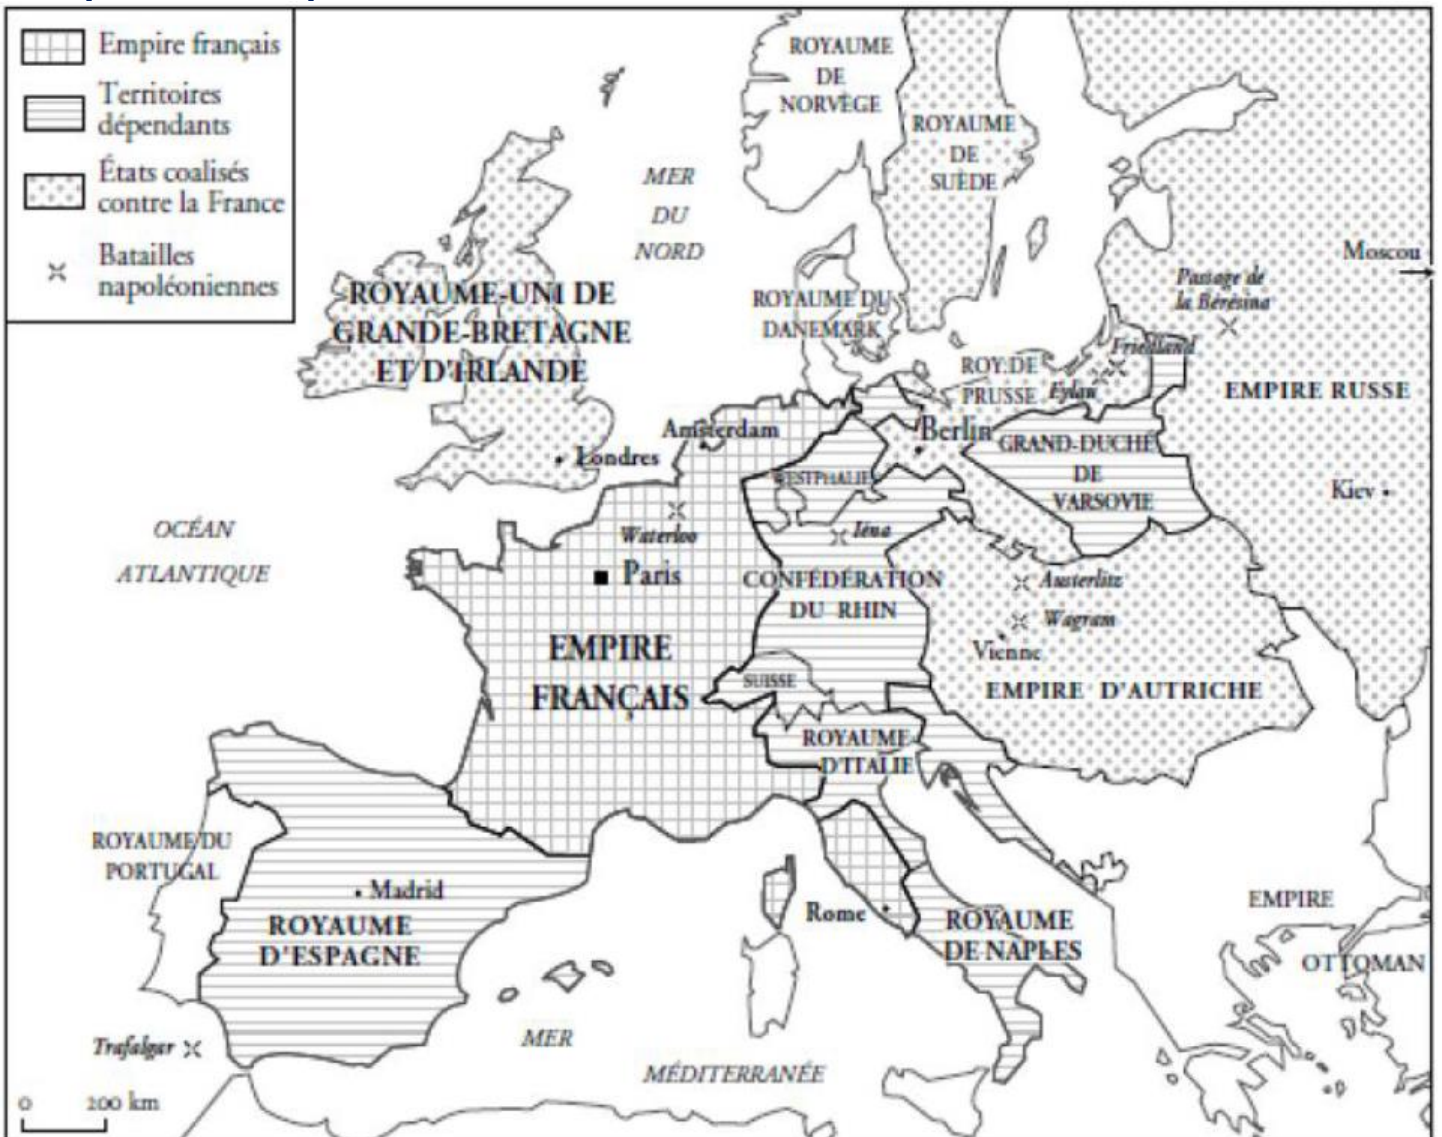 Empire français
Territoires
dépendants
États coalisés
contre la France
Batailles
napoléoniennes
ROYAUME
DE
NORVÈGE
ROYAUME
DE
SUÈDE
MER
DU
NORD
Moscou
Passage de
la Bérésina
ROYAUME-UNI DE
GRANDE-BRETAGNE
ET D'IRLANDE
ROYAUME DU
DANEMARK
Friedland
ROY. DE
PRUSSE
Eylau
EMPIRE RUSSE
Amsterdam
Berlin
GRAND-DUCHÉ
DE
VARSOVIE
Londres
WESTPHALIE
Kiev
OCÉAN
ATLANTIQUE
Waterloo
Iéna
Paris
CONFÉDÉRATION
DU RHIN
Austerlitz
Wagram
Vienne
EMPIRE
FRANÇAIS
SUISSE
EMPIRE D'AUTRICHE
ROYAUME
D'ITALIE
ROYAUME DU
PORTUGAL
Madrid
ROYAUME
D'ESPAGNE
Rome
ROYAUME
DE NAPLES
EMPIRE
OTTOMAN
Trafalgar
MER
MÉDITERRANÉE
0 200 km